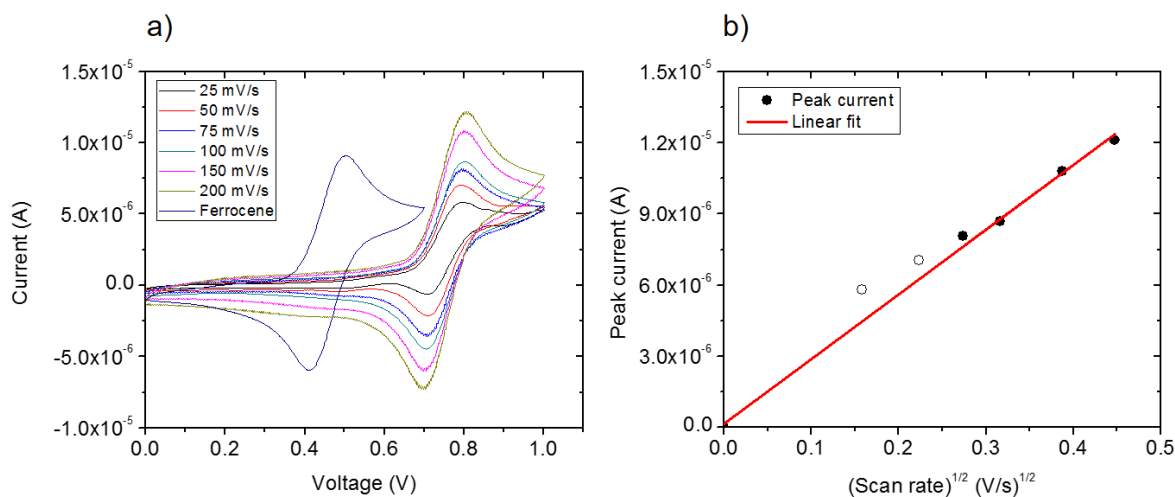 a)
1.5x10⁻⁵
1.0x10⁻⁵
5.0x10⁻⁶
0.0
-5.0x10⁻⁶
-1.0x10⁻⁵
Current (A)
25 mV/s
50 mV/s
75 mV/s
100 mV/s
150 mV/s
200 mV/s
Ferrocene
0.0 0.2 0.4 0.6 0.8 1.0
Voltage (V)
b)
1.5x10⁻⁵
1.2x10⁻⁵
9.0x10⁻⁶
6.0x10⁻⁶
3.0x10⁻⁶
0.0
Peak current (A)
Peak current
Linear fit
0.0 0.1 0.2 0.3 0.4 0.5
(Scan rate)¹ᐟ² (V/s)¹ᐟ²